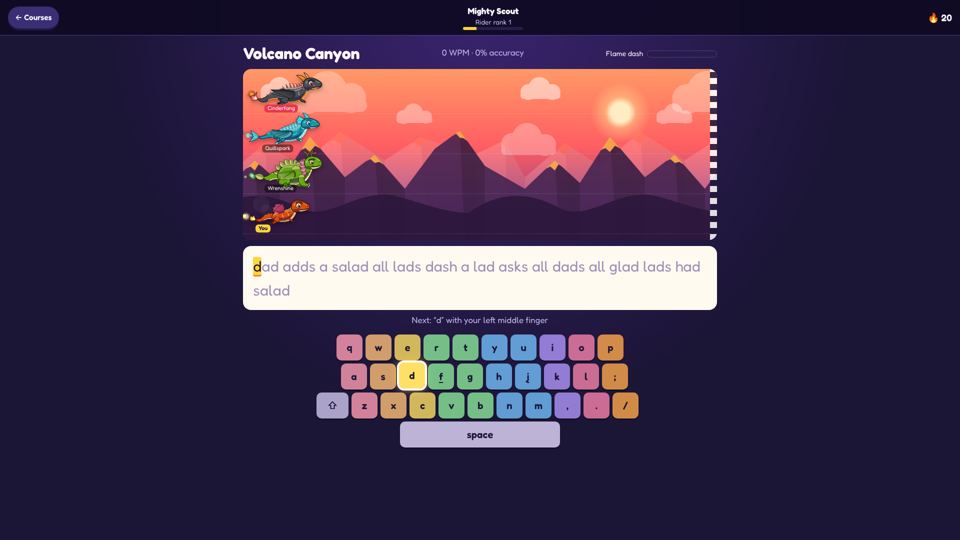 ← Courses
Mighty Scout
Rider rank 1
🔥 20
Volcano Canyon
0 WPM · 0% accuracy
Flame dash
Cinderfang
Quillspark
Wrenshine
You
dad adds a salad all lads dash a lad asks all dads all glad lads had
salad
Next: "d" with your left middle finger
q w e r t y u i o p
a s d f g h j k l ;
⇧ z x c v b n m , . /
space